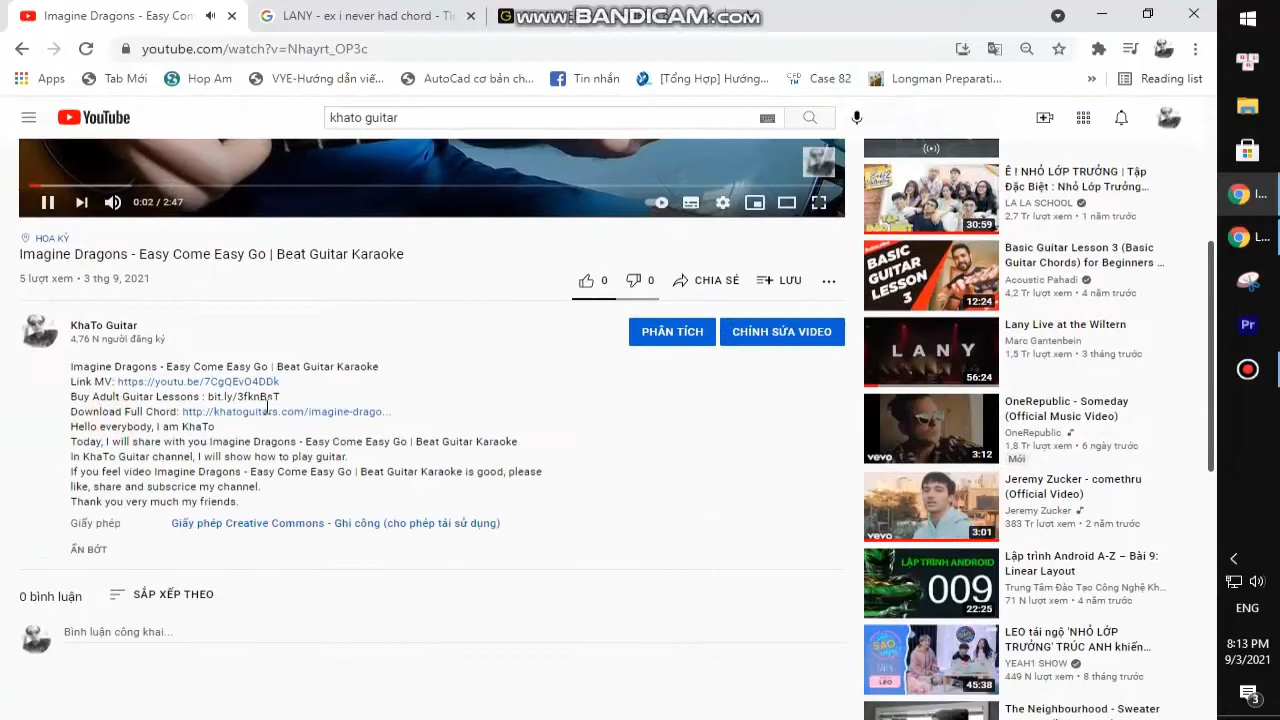 Imagine Dragons - Easy Com
LANY - ex i never had chord - Ti
www.BANDICAM.com
youtube.com/watch?v=Nhayrt_OP3c
Apps
Tab Mới
Hop Am
VYE-Hướng dẫn viế...
AutoCad cơ bản ch...
Tin nhắn
[Tổng Hợp] Hướng...
Case 82
Longman Preparati...
»
Reading list
YouTube
khato guitar
0:02 / 2:47
HOA KỲ
Imagine Dragons - Easy Come Easy Go | Beat Guitar Karaoke
5 lượt xem • 3 thg 9, 2021
0
0
CHIA SẺ
LƯU
KhaTo Guitar
4,76 N người đăng ký
PHÂN TÍCH
CHỈNH SỬA VIDEO
Imagine Dragons - Easy Come Easy Go | Beat Guitar Karaoke
Link MV: https://youtu.be/7CgQEvO4DDk
Buy Adult Guitar Lessons : bit.ly/3fknBsT
Download Full Chord: http://khatoguitars.com/imagine-drago...
Hello everybody, I am KhaTo
Today, I will share with you Imagine Dragons - Easy Come Easy Go | Beat Guitar Karaoke
In KhaTo Guitar channel, I will show how to play guitar.
If you feel video Imagine Dragons - Easy Come Easy Go | Beat Guitar Karaoke is good, please
like, share and subscrice my channel.
Thank you very much my friends.
Giấy phép
Giấy phép Creative Commons - Ghi công (cho phép tái sử dụng)
ẨN BỚT
0 bình luận
SẮP XẾP THEO
Bình luận công khai...
30:59
Ê ! NHỎ LỚP TRƯỞNG | Tập
Đặc Biệt : Nhỏ Lớp Trưởng...
LA LA SCHOOL
2,7 Tr lượt xem • 1 năm trước
BASIC
GUITAR
LESSON
3
12:24
Basic Guitar Lesson 3 (Basic
Guitar Chords) for Beginners ...
Acoustic Pahadi
4,2 Tr lượt xem • 4 năm trước
LANY
56:24
Lany Live at the Wiltern
Marc Gantenbein
1,5 Tr lượt xem • 3 tháng trước
vevo
3:12
OneRepublic - Someday
(Official Music Video)
OneRepublic
1,8 Tr lượt xem • 6 ngày trước
Mới
vevo
3:01
Jeremy Zucker - comethru
(Official Video)
Jeremy Zucker
383 Tr lượt xem • 2 năm trước
LẬP TRÌNH ANDROID
009
22:25
Lập trình Android A-Z – Bài 9:
Linear Layout
Trung Tâm Đào Tạo Công Nghệ Kh...
71 N lượt xem • 4 năm trước
LEO
45:38
LEO tái ngộ 'NHỎ LỚP
TRƯỞNG' TRÚC ANH khiến...
YEAH1 SHOW
449 N lượt xem • 8 tháng trước
The Neighbourhood - Sweater
I...
L...
Pr
ENG
8:13 PM
9/3/2021
3